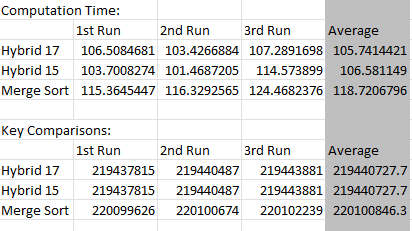 Computation Time:
1st Run 2nd Run 3rd Run Average
Hybrid 17 106.5084681 103.4266884 107.2891698 105.7414421
Hybrid 15 103.7008274 101.4687205 114.573899 106.581149
Merge Sort 115.3645447 116.3292565 124.4682376 118.7206796
Key Comparisons:
1st Run 2nd Run 3rd Run Average
Hybrid 17 219437815 219440487 219443881 219440727.7
Hybrid 15 219437815 219440487 219443881 219440727.7
Merge Sort 220099626 220100674 220102239 220100846.3